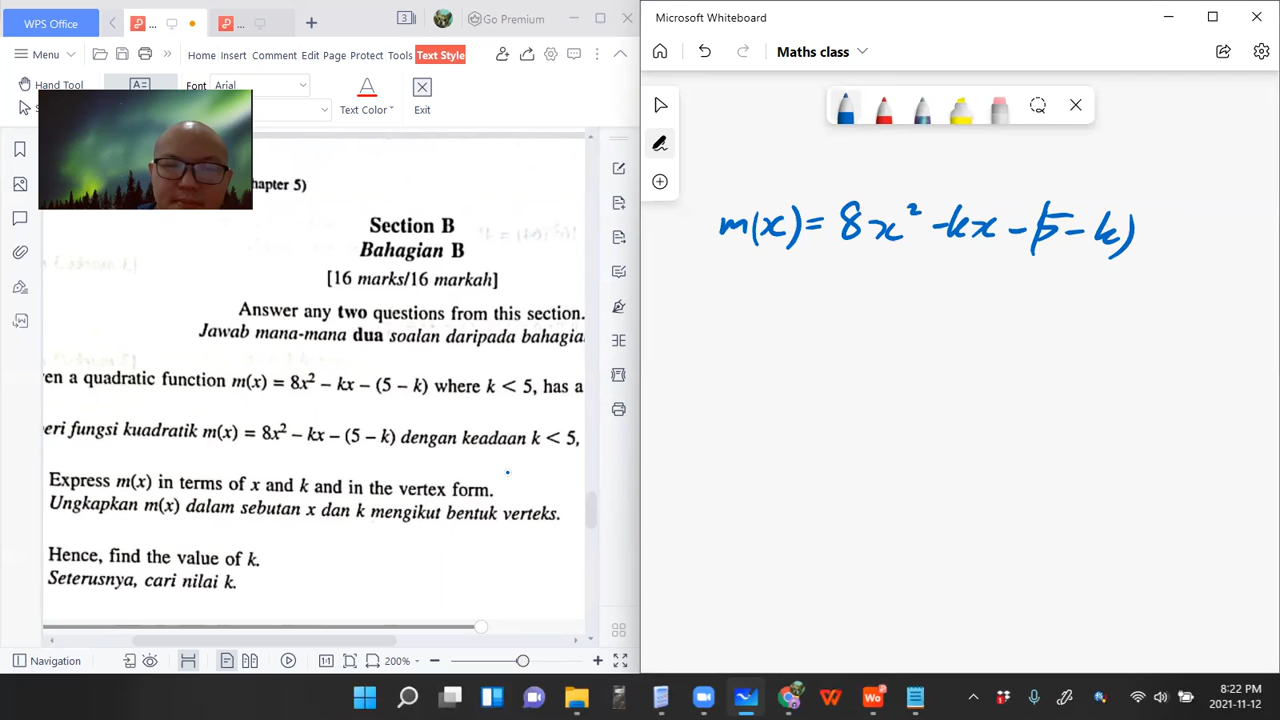 WPS Office
3
Go Premium
Microsoft Whiteboard
Menu
Home Insert Comment Edit Page Protect Tools Text Style
Maths class
Hand Tool
Font Arial
Text Color
Exit
hapter 5)
Section B
Bahagian B
[16 marks/16 markah]
Answer any two questions from this section.
Jawab mana-mana dua soalan daripada bahagia
en a quadratic function m(x) = 8x² – kx – (5 – k) where k < 5, has a
eri fungsi kuadratik m(x) = 8x² – kx – (5 – k) dengan keadaan k < 5,
Express m(x) in terms of x and k and in the vertex form.
Ungkapkan m(x) dalam sebutan x dan k mengikut bentuk verteks.
Hence, find the value of k.
Seterusnya, cari nilai k.
m(x) = 8x² - kx - (5 - k)
Navigation
1:1
200%
8:22 PM
2021-11-12